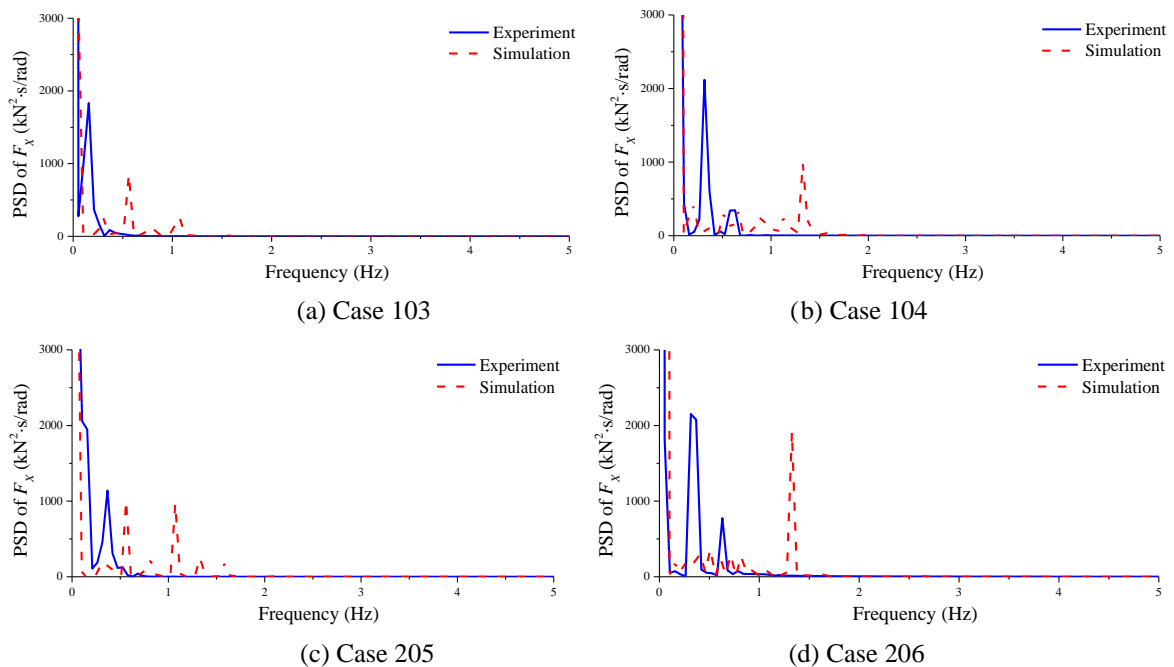 3000
2000
1000
0
PSD of F_X (kN²·s/rad)
Experiment
Simulation
0 1 2 3 4 5
Frequency (Hz)
(a) Case 103
3000
2000
1000
0
PSD of F_X (kN²·s/rad)
Experiment
Simulation
0 1 2 3 4 5
Frequency (Hz)
(b) Case 104
3000
2000
1000
0
PSD of F_X (kN²·s/rad)
Experiment
Simulation
0 1 2 3 4 5
Frequency (Hz)
(c) Case 205
3000
2000
1000
0
PSD of F_X (kN²·s/rad)
Experiment
Simulation
0 1 2 3 4 5
Frequency (Hz)
(d) Case 206